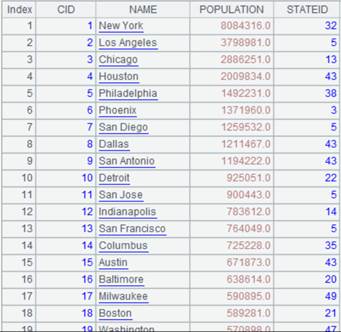 Index CID NAME POPULATION STATEID
1 1 New York 8084316.0 32
2 2 Los Angeles 3798981.0 5
3 3 Chicago 2886251.0 13
4 4 Houston 2009834.0 43
5 5 Philadelphia 1492231.0 38
6 6 Phoenix 1371960.0 3
7 7 San Diego 1259532.0 5
8 8 Dallas 1211467.0 43
9 9 San Antonio 1194222.0 43
10 10 Detroit 925051.0 22
11 11 San Jose 900443.0 5
12 12 Indianapolis 783612.0 14
13 13 San Francisco 764049.0 5
14 14 Columbus 725228.0 35
15 15 Austin 671873.0 43
16 16 Baltimore 638614.0 20
17 17 Milwaukee 590895.0 49
18 18 Boston 589281.0 21
19 19 Washington 570898.0 47